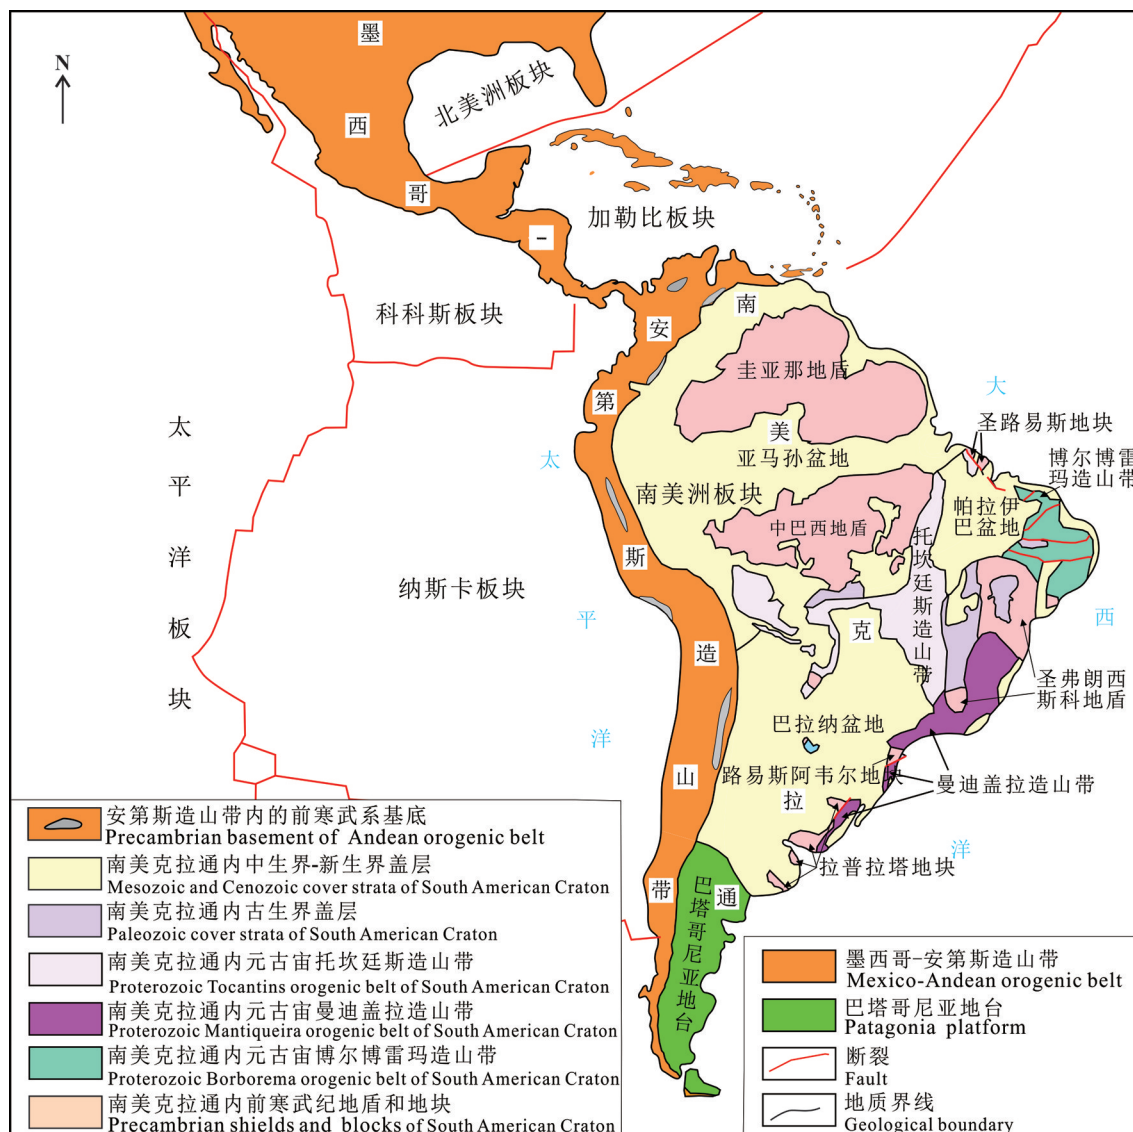 N
墨
西
哥
-
安
第
斯
造
山
带
北美洲板块
加勒比板块
科科斯板块
太
平
洋
板
块
纳斯卡板块
太
平
洋
大
西
洋
南
美
克
拉
通
圭亚那地盾
亚马孙盆地
南美洲板块
中巴西地盾
圣路易斯地块
博尔博雷
玛造山带
帕拉伊
巴盆地
托坎廷斯造山带
圣弗朗西
斯科地盾
巴拉纳盆地
路易斯阿韦尔地块
曼迪盖拉造山带
拉普拉塔地块
巴塔哥尼亚地台
安第斯造山带内的前寒武系基底
Precambrian basement of Andean orogenic belt
南美克拉通内中生界-新生界盖层
Mesozoic and Cenozoic cover strata of South American Craton
南美克拉通内古生界盖层
Paleozoic cover strata of South American Craton
南美克拉通内元古宙托坎廷斯造山带
Proterozoic Tocantins orogenic belt of South American Craton
南美克拉通内元古宙曼迪盖拉造山带
Proterozoic Mantiqueira orogenic belt of South American Craton
南美克拉通内元古宙博尔博雷玛造山带
Proterozoic Borborema orogenic belt of South American Craton
南美克拉通内前寒武纪地盾和地块
Precambrian shields and blocks of South American Craton
墨西哥-安第斯造山带
Mexico-Andean orogenic belt
巴塔哥尼亚地台
Patagonia platform
断裂
Fault
地质界线
Geological boundary